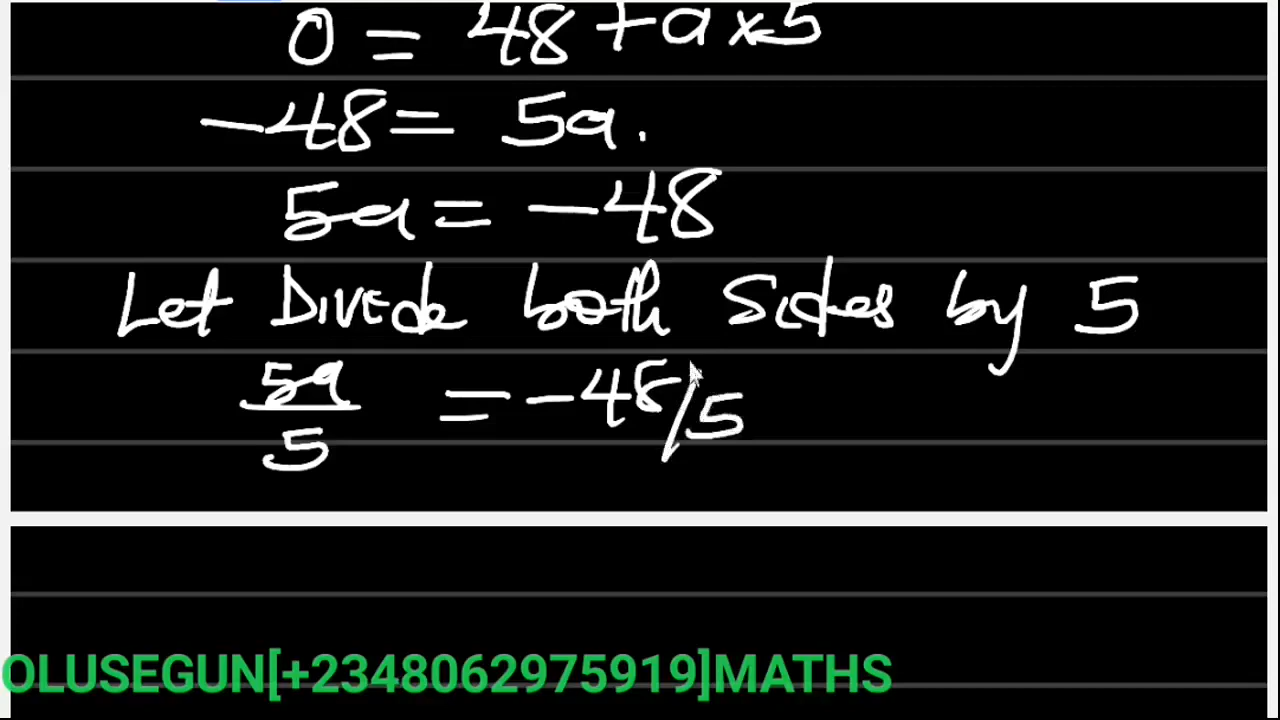 0 = 48 + a x 5
-48 = 5a.
5a = -48
Let Divide both Sides by 5
5a/5 = -48/5
OLUSEGUN[+2348062975919]MATHS